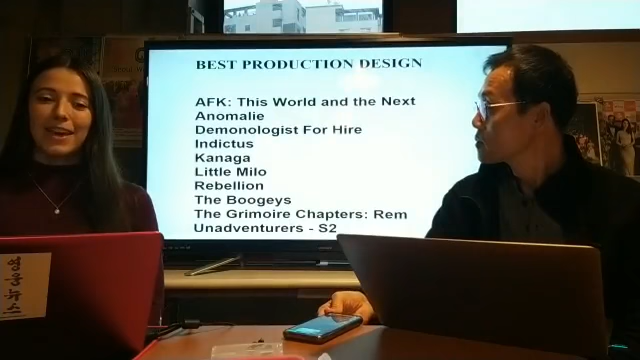 BEST PRODUCTION DESIGN
AFK: This World and the Next
Anomalie
Demonologist For Hire
Indictus
Kanaga
Little Milo
Rebellion
The Boogeys
The Grimoire Chapters: Rem
Unadventurers - S2